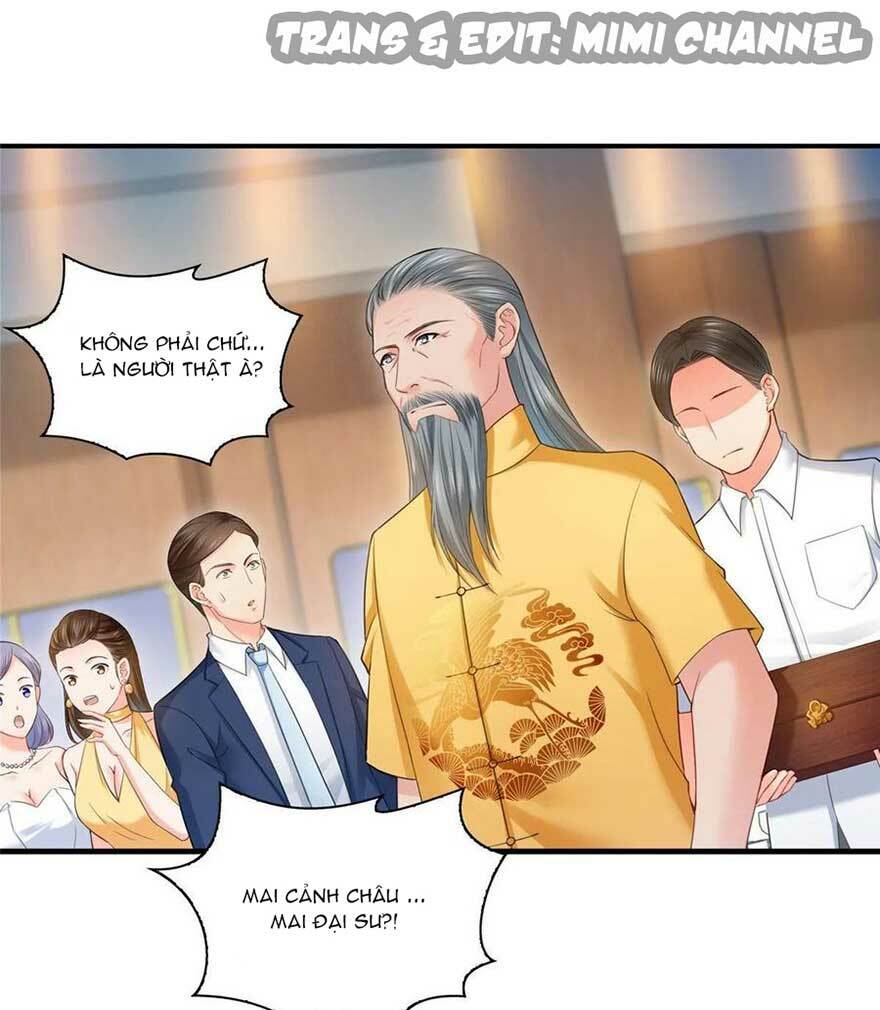 TRANS & EDIT: MIMI CHANNEL
KHÔNG PHẢI CHỨ...
LÀ NGƯỜI THẬT À?
MAI CẢNH CHÂU ...
MAI ĐẠI SƯ?!